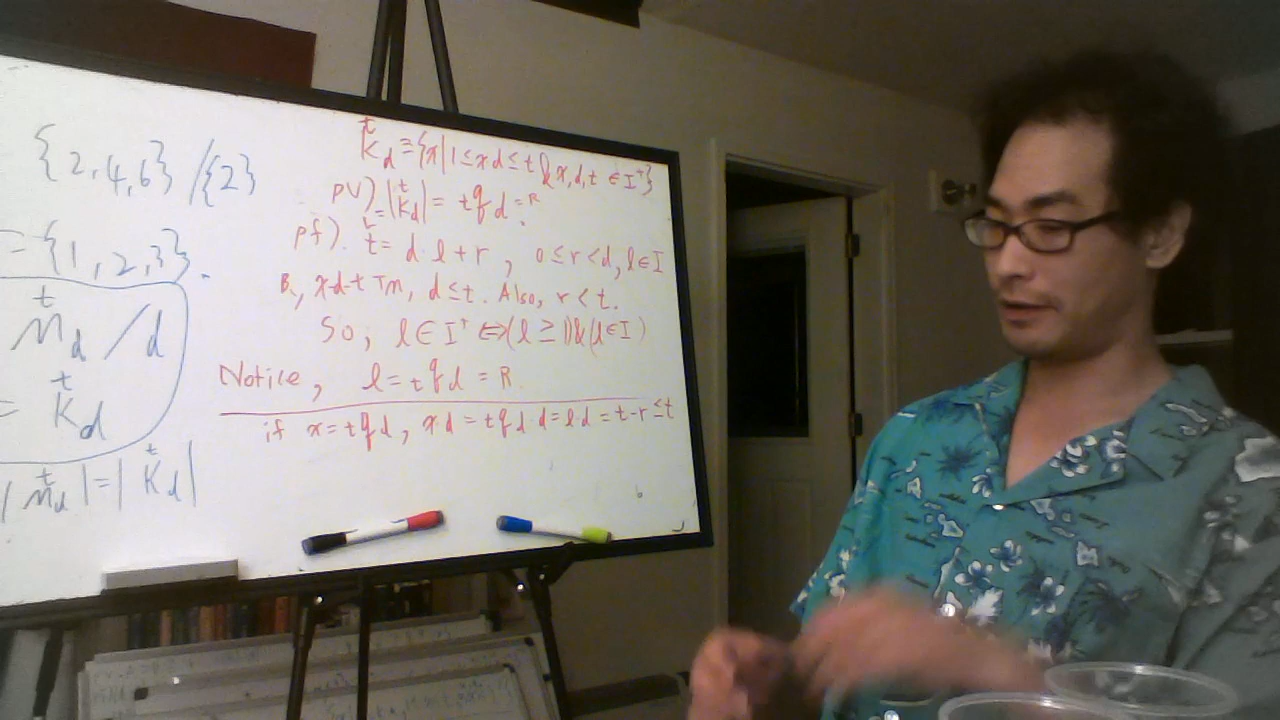 {2,4,6} /{2}
= {1,2,3}.
t
M_d / d
t
= K_d
t t
| M_d | = | K_d |
t
K_d = {x | 1 ≤ xd ≤ t & x,d,t ∈ I⁺}
t
pv) | K_d | = t q d = R
pf). t = d·l + r , 0 ≤ r < d, l ∈ I
d ≤ t. Also, r < t.
So, l ∈ I⁺ ⇔ (l ≥ 1) & (l ∈ I)
Notice, l = t q d = R
if x = t q d, x·d = t q d · d = l·d = t-r ≤ t